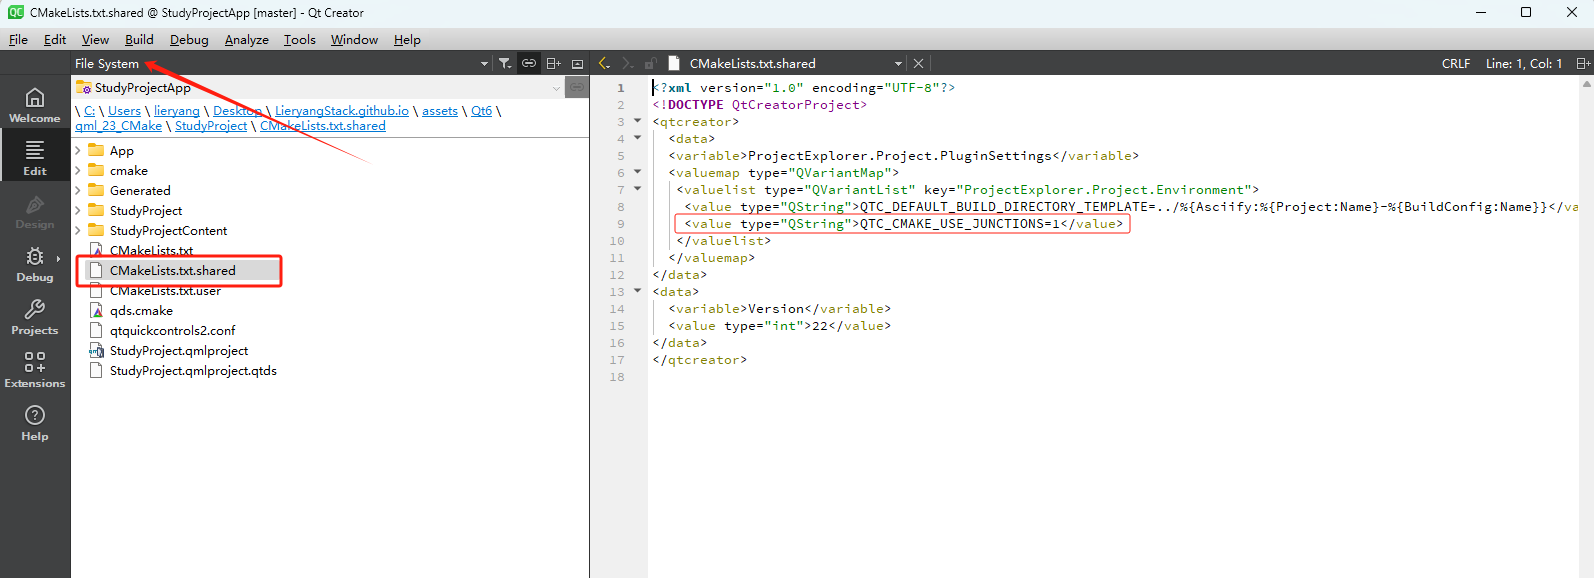 CMakeLists.txt.shared @ StudyProjectApp [master] - Qt Creator
File Edit View Build Debug Analyze Tools Window Help
File System
CMakeLists.txt.shared
CRLF Line: 1, Col: 1
StudyProjectApp
\ C: \ Users \ lieryang \ Desktop \ LieryangStack.github.io \ assets \ Qt6 \
qml_23_CMake \ StudyProject \ CMakeLists.txt.shared
Welcome
Edit
Design
Debug
Projects
Extensions
Help
App
cmake
Generated
StudyProject
StudyProjectContent
CMakeLists.txt
CMakeLists.txt.shared
CMakeLists.txt.user
qds.cmake
qtquickcontrols2.conf
StudyProject.qmlproject
StudyProject.qmlproject.qtds
1 <?xml version="1.0" encoding="UTF-8"?>
2 <!DOCTYPE QtCreatorProject>
3 <qtcreator>
4 <data>
5 <variable>ProjectExplorer.Project.PluginSettings</variable>
6 <valuemap type="QVariantMap">
7 <valuelist type="QVariantList" key="ProjectExplorer.Project.Environment">
8 <value type="QString">QTC_DEFAULT_BUILD_DIRECTORY_TEMPLATE=../%{Asciify:%{Project:Name}-%{BuildConfig:Name}}</va
9 <value type="QString">QTC_CMAKE_USE_JUNCTIONS=1</value>
10 </valuelist>
11 </valuemap>
12 </data>
13 <data>
14 <variable>Version</variable>
15 <value type="int">22</value>
16 </data>
17 </qtcreator>
18